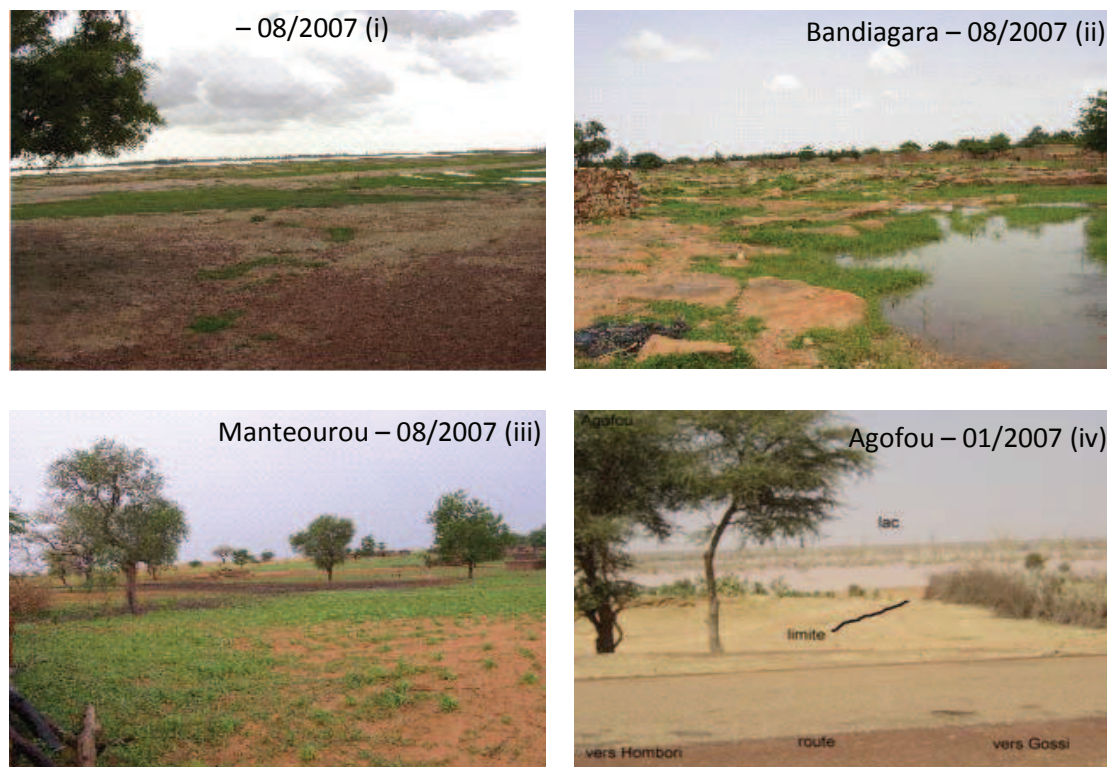 – 08/2007 (i)
Bandiagara – 08/2007 (ii)
Manteourou – 08/2007 (iii)
Agofou – 01/2007 (iv)
Agafou
lac
limite
vers Hombori
route
vers Gossi